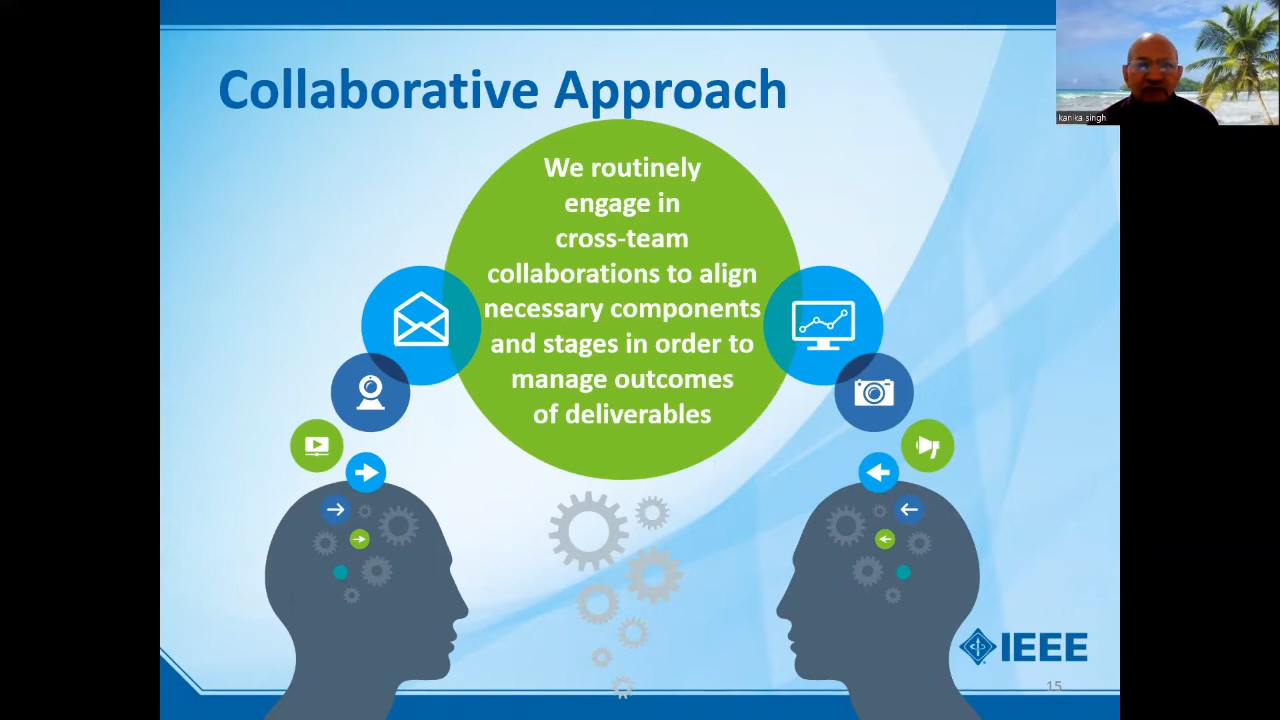 Collaborative Approach
We routinely
engage in
cross-team
collaborations to align
necessary components
and stages in order to
manage outcomes
of deliverables
IEEE
15
kanika singh